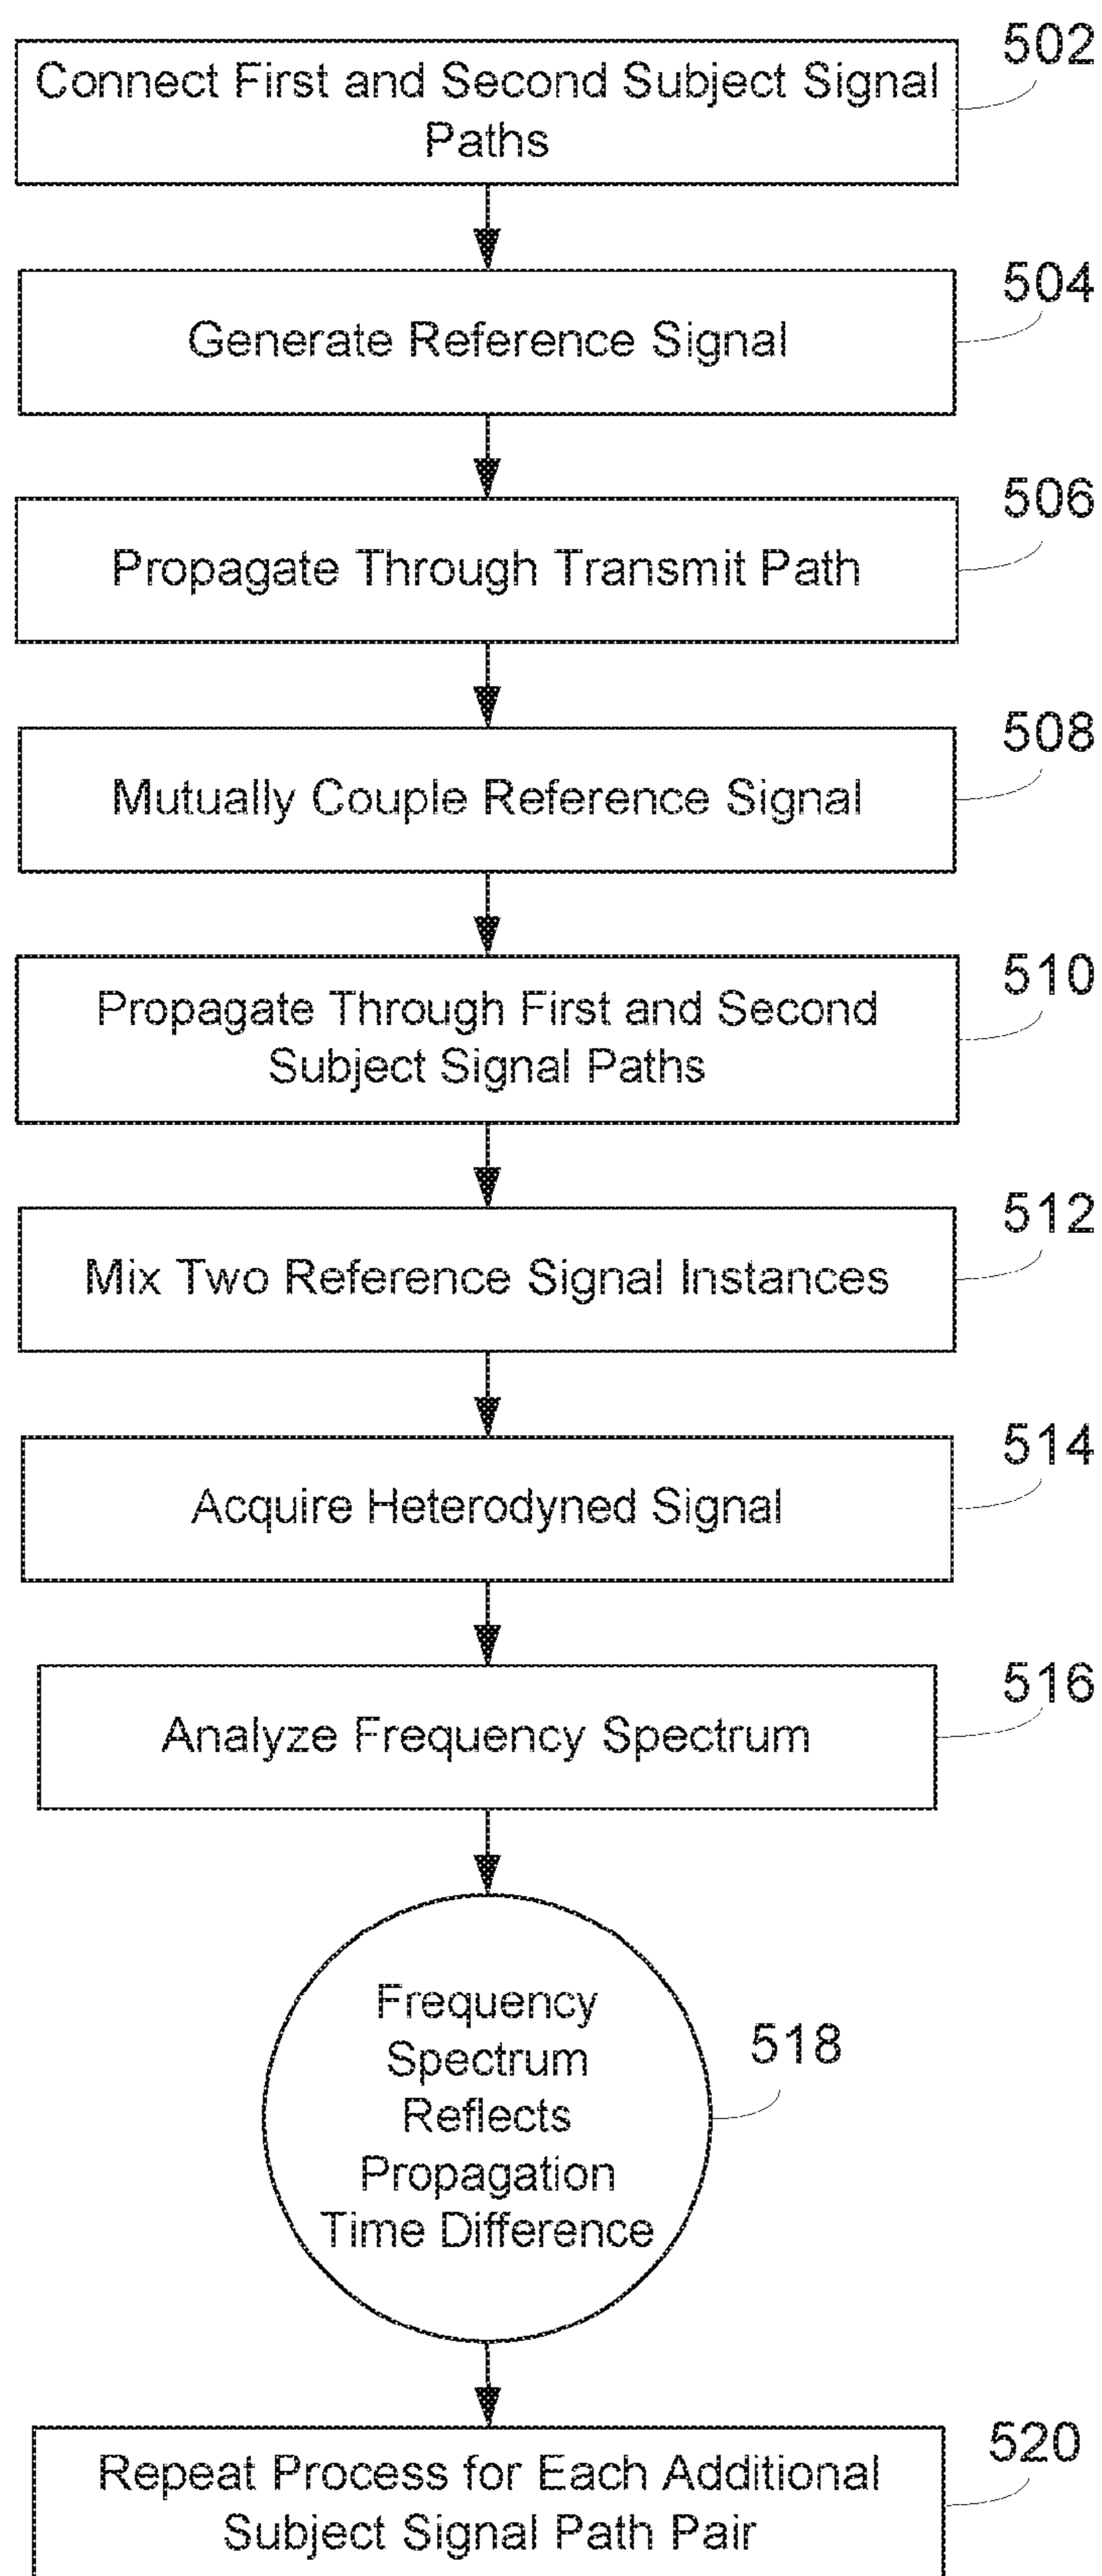 502
Connect First and Second Subject Signal
Paths
504
Generate Reference Signal
506
Propagate Through Transmit Path
508
Mutually Couple Reference Signal
510
Propagate Through First and Second
Subject Signal Paths
512
Mix Two Reference Signal Instances
514
Acquire Heterodyned Signal
516
Analyze Frequency Spectrum
518
Frequency
Spectrum
Reflects
Propagation
Time Difference
520
Repeat Process for Each Additional
Subject Signal Path Pair